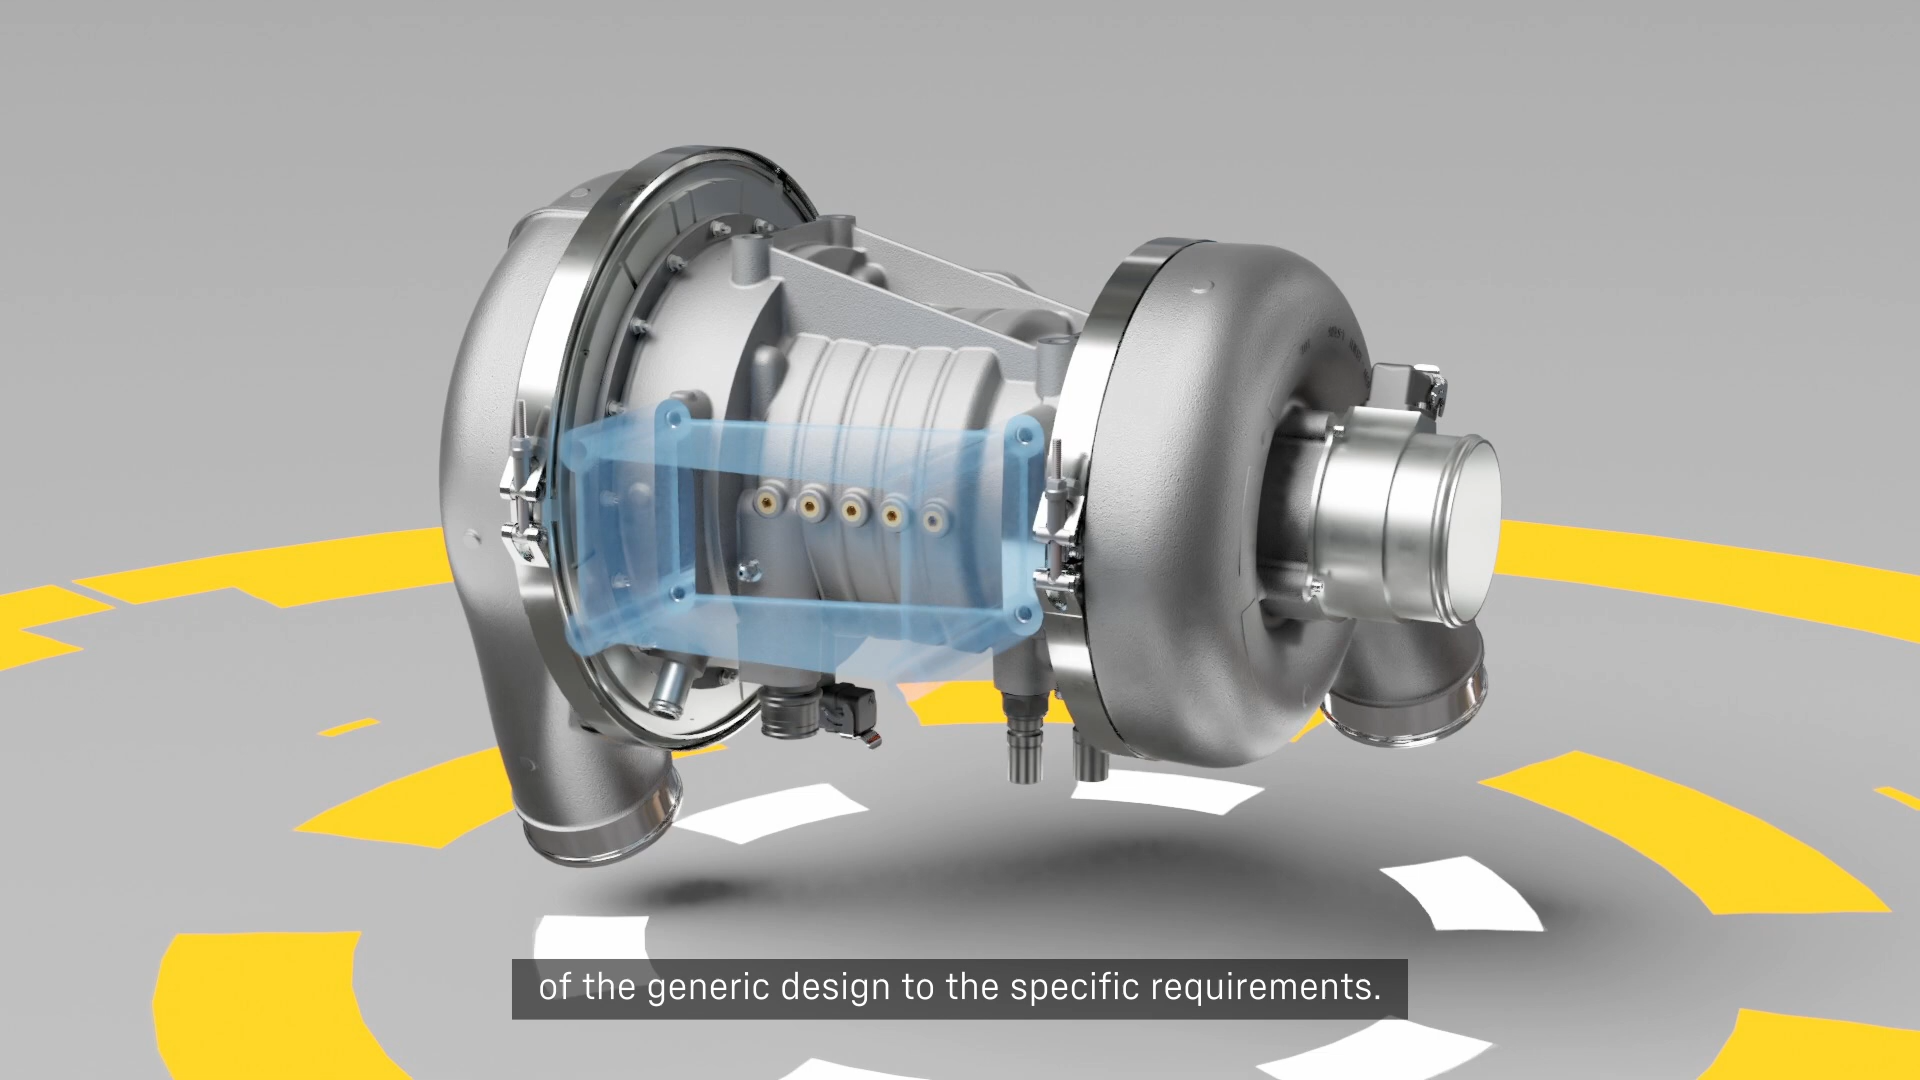 of the generic design to the specific requirements.